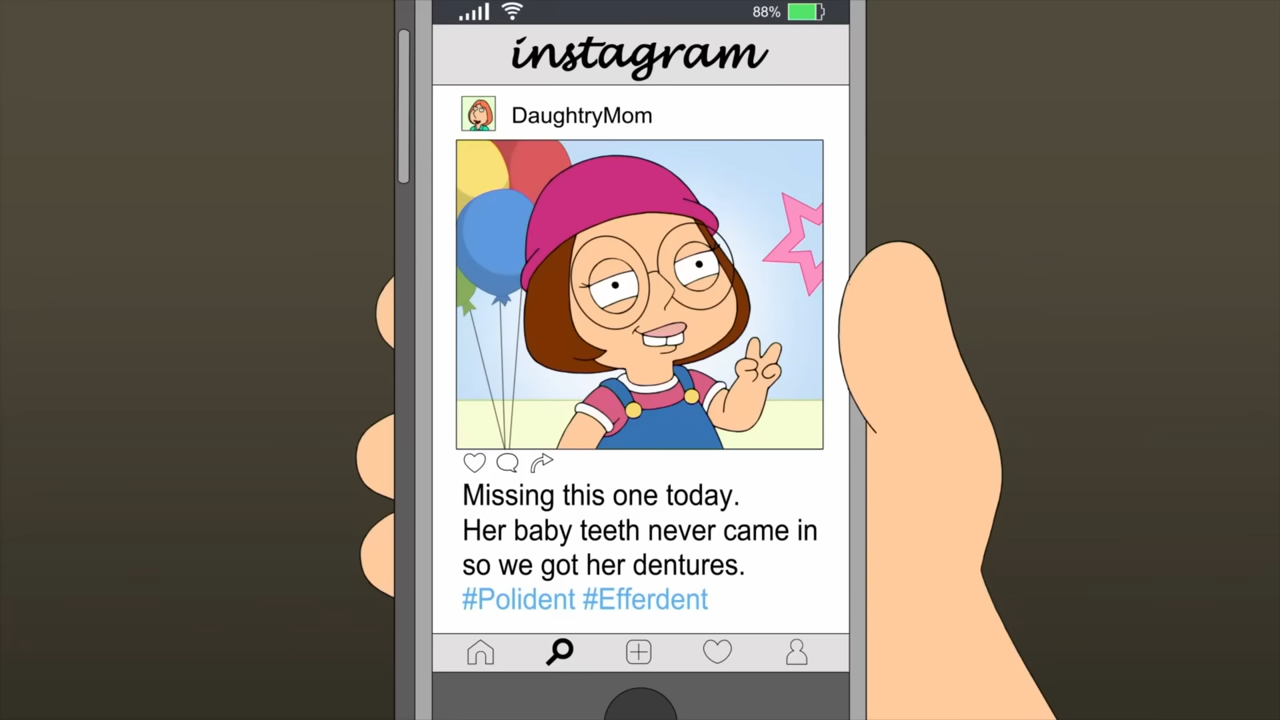 88%
instagram
DaughtryMom
Missing this one today.
Her baby teeth never came in
so we got her dentures.
#Polident #Efferdent